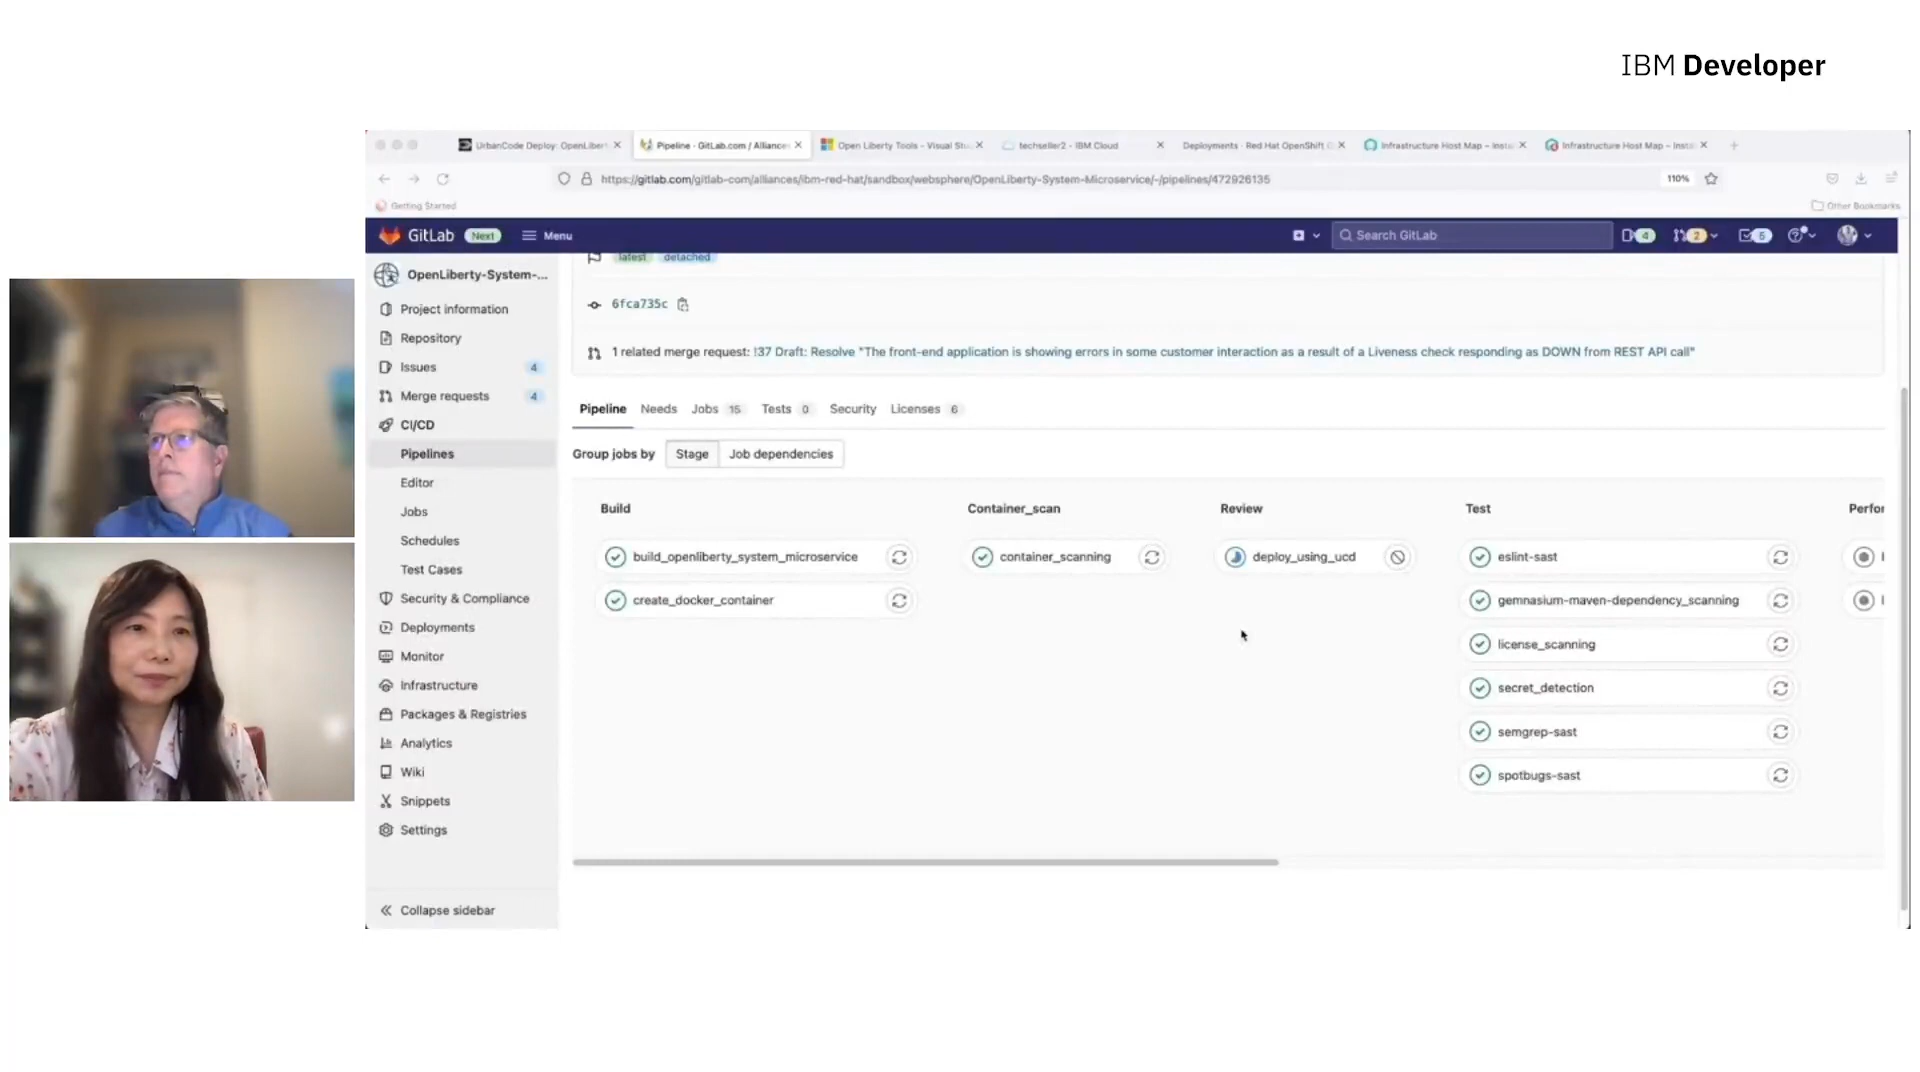 IBM Developer
UrbanCode Deploy: OpenLibert
Pipeline · GitLab.com / Alliance
Open Liberty Tools - Visual Stu
techseller2 - IBM Cloud
Deployments · Red Hat OpenShift
Infrastructure Host Map - Insta
Infrastructure Host Map - Insta
https://gitlab.com/gitlab-com/alliances/ibm-red-hat/sandbox/websphere/OpenLiberty-System-Microservice/-/pipelines/472926135
110%
Getting Started
Other Bookmarks
GitLab Next Menu
Search GitLab
4 2 6
OpenLiberty-System-...
Project information
Repository
Issues 4
Merge requests 4
CI/CD
Pipelines
Editor
Jobs
Schedules
Test Cases
Security & Compliance
Deployments
Monitor
Infrastructure
Packages & Registries
Analytics
Wiki
Snippets
Settings
Collapse sidebar
latest detached
6fca735c
1 related merge request: !37 Draft: Resolve "The front-end application is showing errors in some customer interaction as a result of a Liveness check responding as DOWN from REST API call"
Pipeline Needs Jobs 15 Tests 0 Security Licenses 6
Group jobs by Stage Job dependencies
Build
build_openliberty_system_microservice
create_docker_container
Container_scan
container_scanning
Review
deploy_using_ucd
Test
eslint-sast
gemnasium-maven-dependency_scanning
license_scanning
secret_detection
semgrep-sast
spotbugs-sast
Perfor